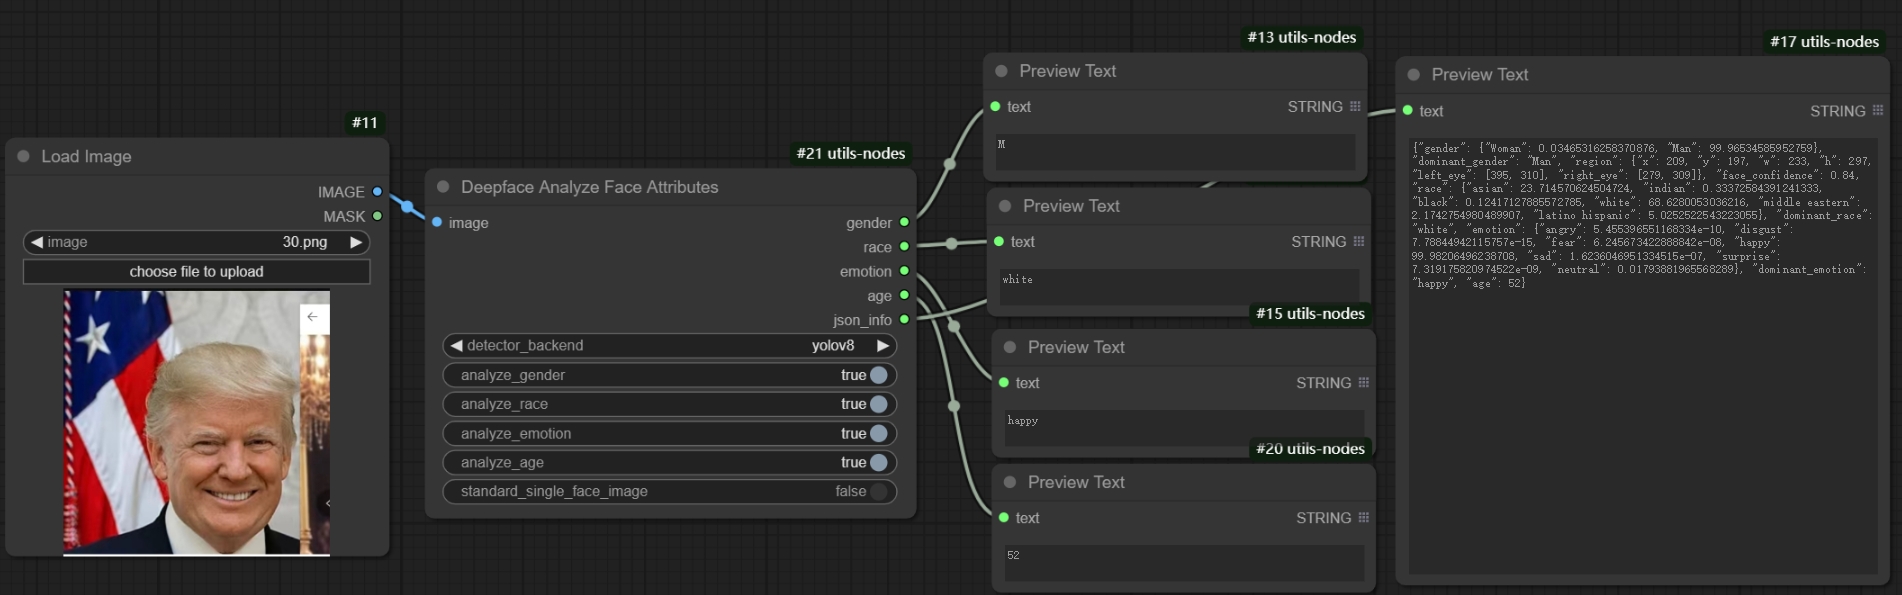 #11
Load Image
IMAGE
MASK
image 30.png
choose file to upload
#21 utils-nodes
Deepface Analyze Face Attributes
image
gender
race
emotion
age
json_info
detector_backend yolov8
analyze_gender true
analyze_race true
analyze_emotion true
analyze_age true
standard_single_face_image false
#13 utils-nodes
Preview Text
text STRING
M
Preview Text
text STRING
white
#15 utils-nodes
Preview Text
text STRING
happy
#20 utils-nodes
Preview Text
text STRING
52
#17 utils-nodes
Preview Text
text STRING
{"gender": {"Woman": 0.03465316258370876, "Man": 99.96534585952759},
"dominant_gender": "Man", "region": {"x": 209, "y": 197, "w": 233, "h": 297,
"left_eye": [395, 310], "right_eye": [279, 309]}, "face_confidence": 0.84,
"race": {"asian": 23.714570624504724, "indian": 0.33372584391241333,
"black": 0.12417127885572785, "white": 68.6280053036216, "middle eastern":
2.1742754980489907, "latino hispanic": 5.0252522543223055}, "dominant_race":
"white", "emotion": {"angry": 5.455396551168334e-10, "disgust":
7.78844942115757e-15, "fear": 6.245673422888842e-08, "happy":
99.98206496238708, "sad": 1.6236046951334515e-07, "surprise":
7.319175820974522e-09, "neutral": 0.01793881965568289}, "dominant_emotion":
"happy", "age": 52}